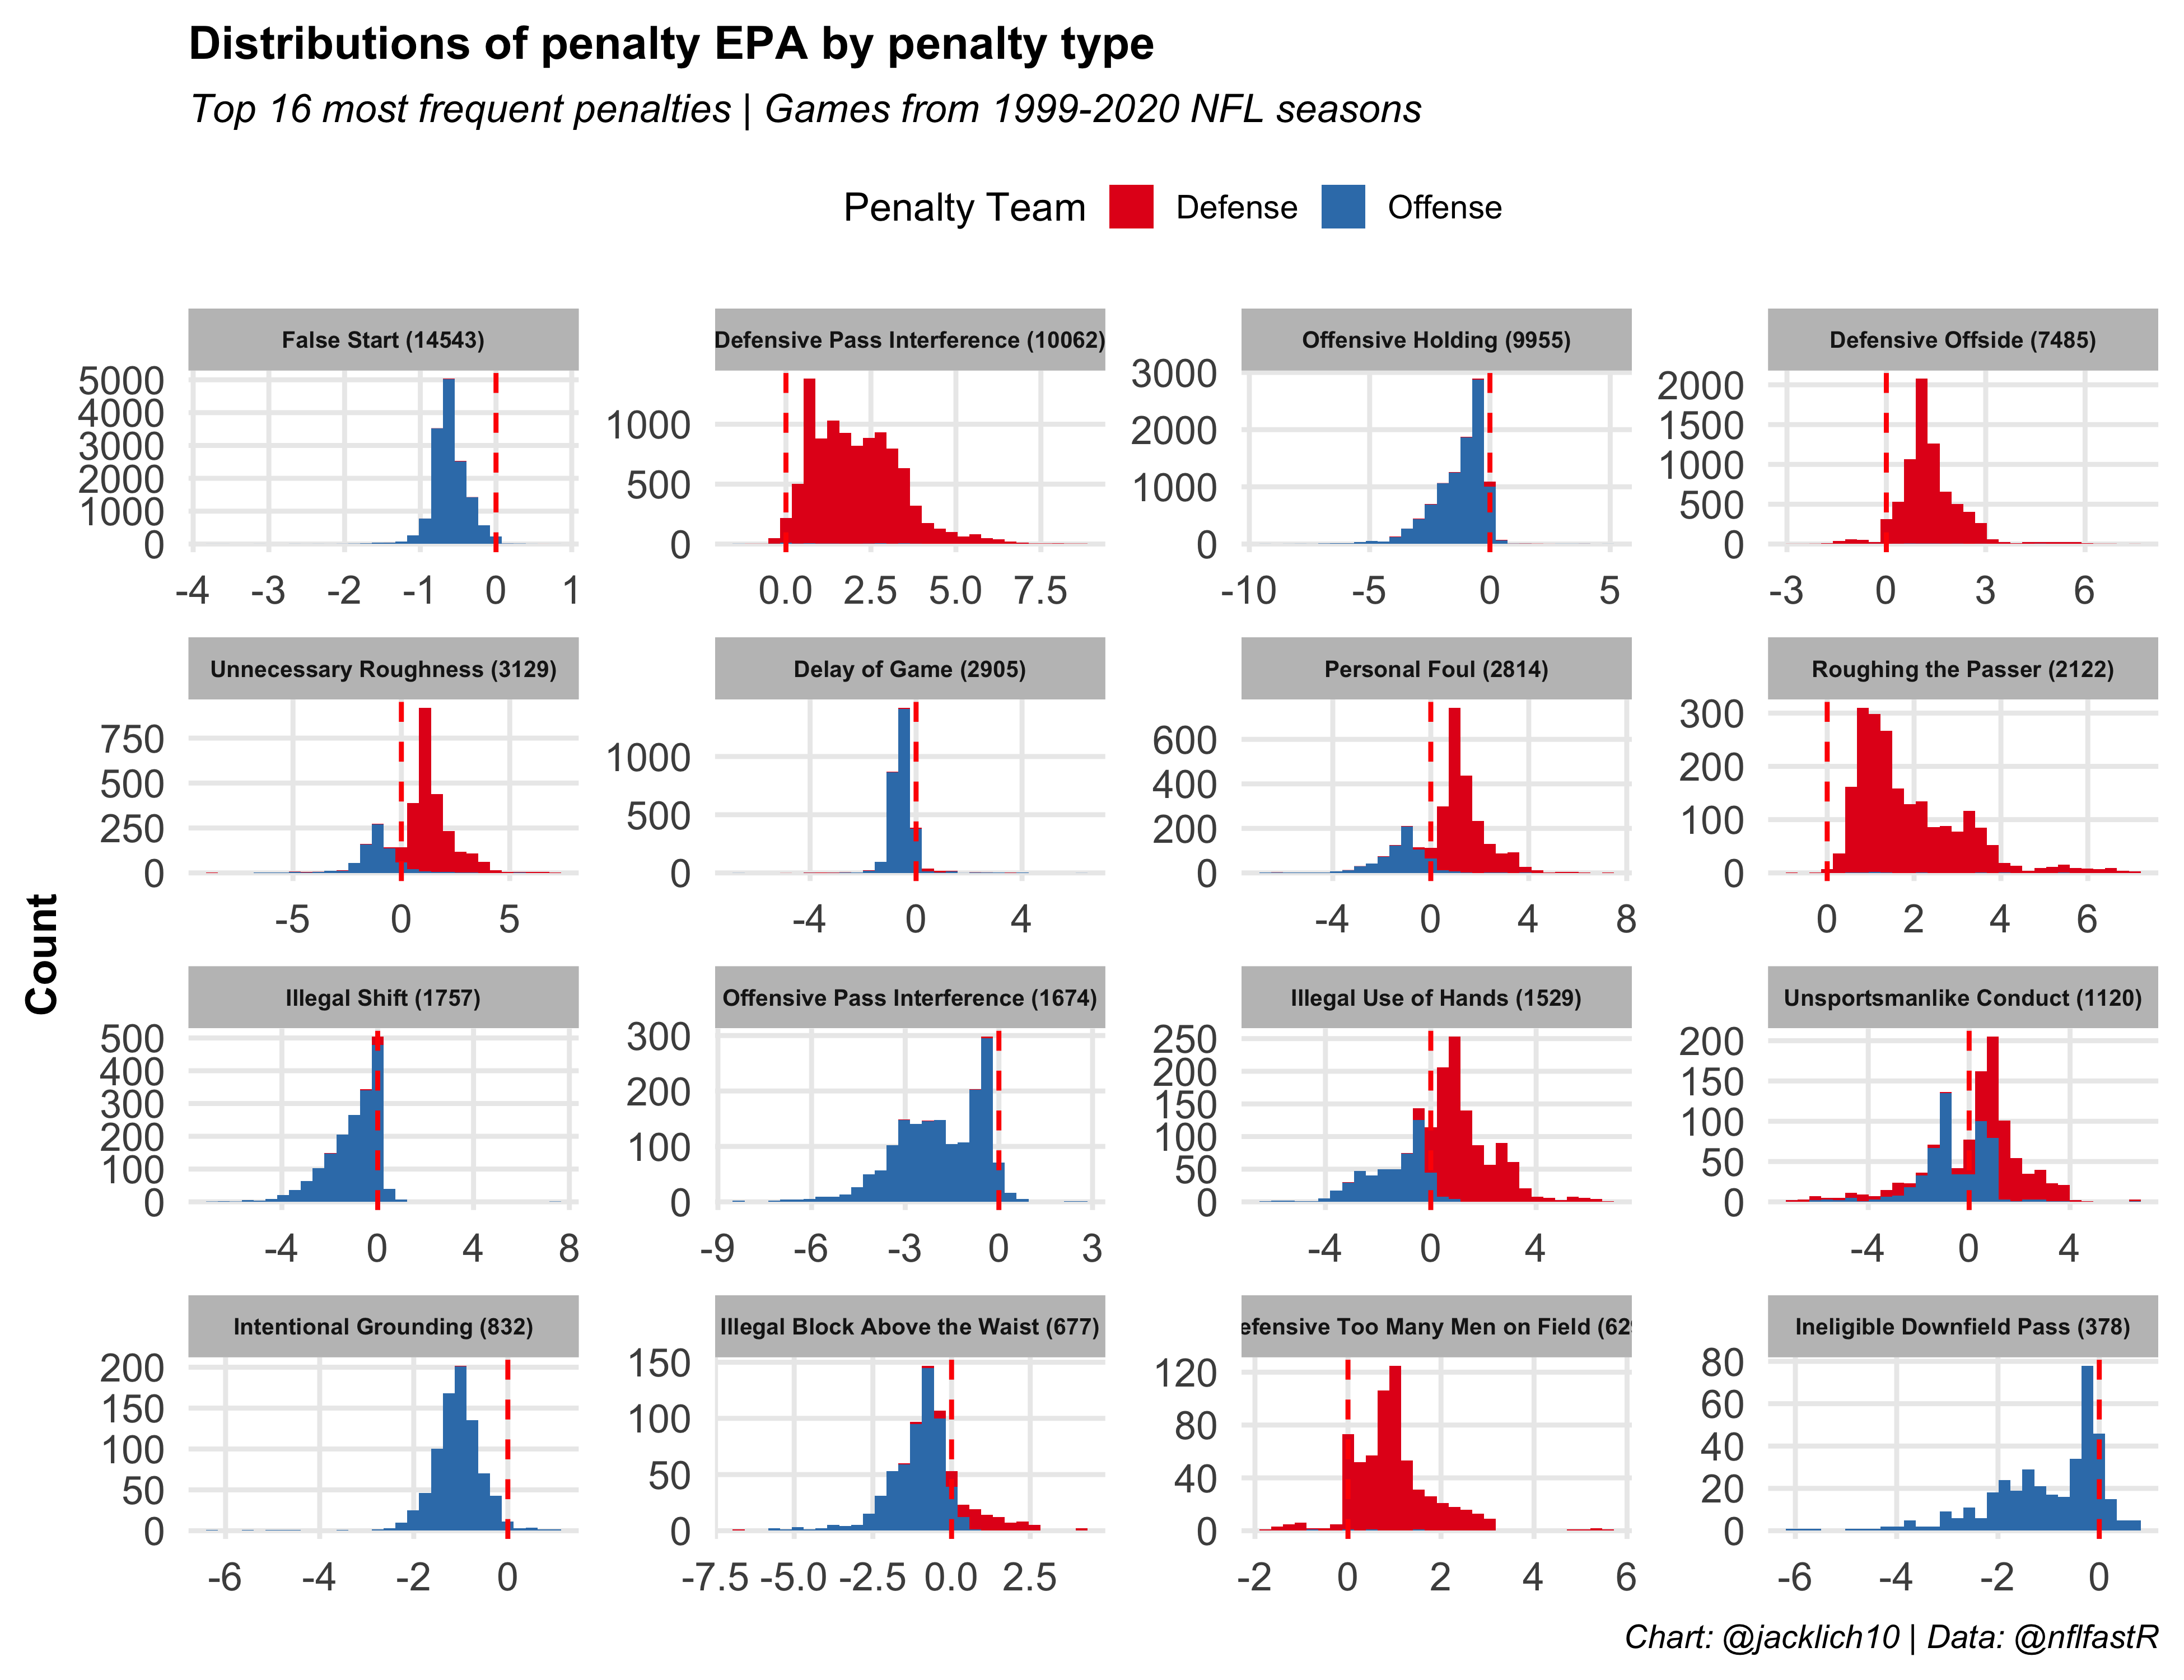 Distributions of penalty EPA by penalty type
Top 16 most frequent penalties | Games from 1999-2020 NFL seasons
Penalty Team Defense Offense
False Start (14543) Defensive Pass Interference (10062) Offensive Holding (9955) Defensive Offside (7485)
5000
4000
3000
2000
1000
0
-4 -3 -2 -1 0 1
1000
500
0
0.0 2.5 5.0 7.5
3000
2000
1000
0
-10 -5 0 5
2000
1500
1000
500
0
-3 0 3 6
Unnecessary Roughness (3129) Delay of Game (2905) Personal Foul (2814) Roughing the Passer (2122)
750
500
250
0
-5 0 5
1000
500
0
-4 0 4
600
400
200
0
-4 0 4 8
300
200
100
0
0 2 4 6
Count
Illegal Shift (1757) Offensive Pass Interference (1674) Illegal Use of Hands (1529) Unsportsmanlike Conduct (1120)
500
400
300
200
100
0
-4 0 4 8
300
200
100
0
-9 -6 -3 0 3
250
200
150
100
50
0
-4 0 4
200
150
100
50
0
-4 0 4
Intentional Grounding (832) Illegal Block Above the Waist (677) efensive Too Many Men on Field (62 Ineligible Downfield Pass (378)
200
150
100
50
0
-6 -4 -2 0
150
100
50
0
-7.5 -5.0 -2.5 0.0 2.5
120
80
40
0
-2 0 2 4 6
80
60
40
20
0
-6 -4 -2 0
Chart: @jacklich10 | Data: @nflfastR